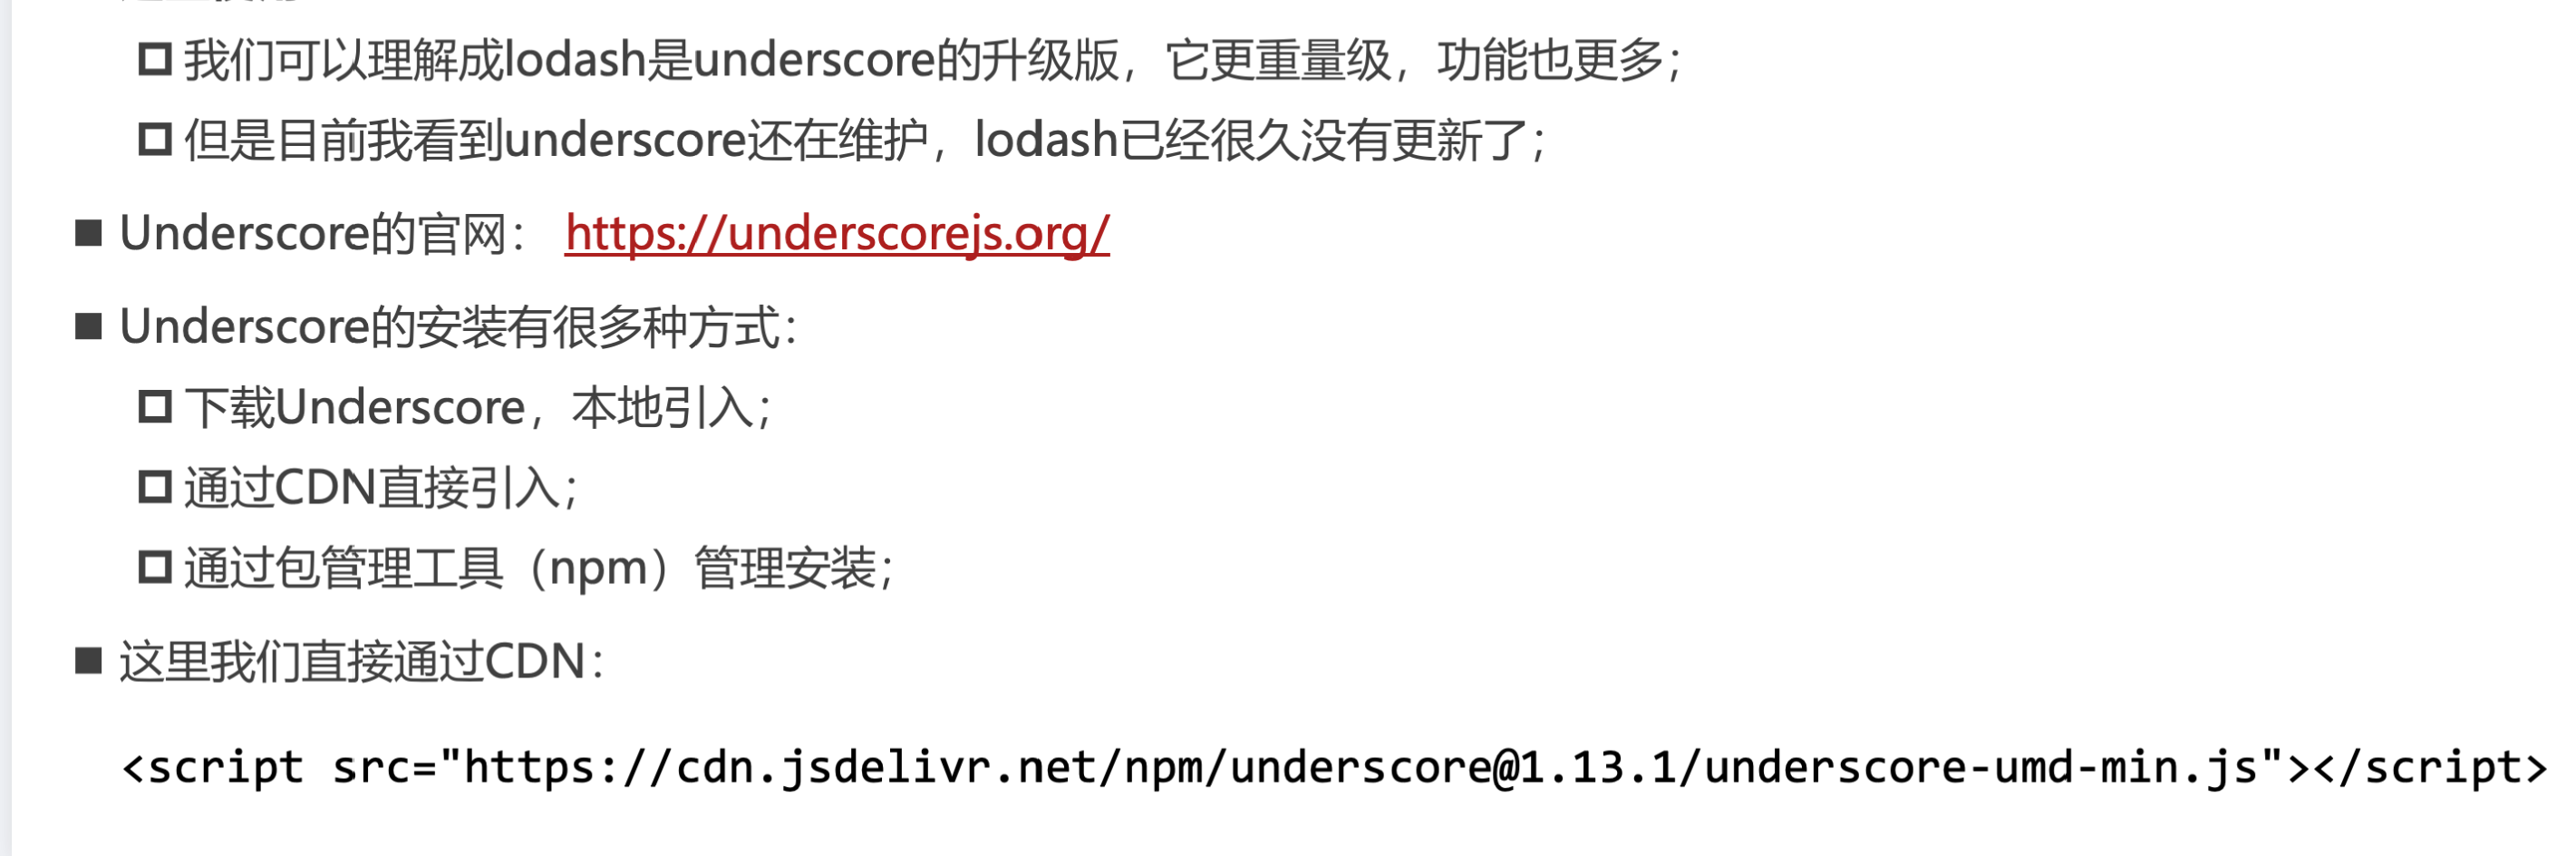 我们可以理解成lodash是underscore的升级版，它更重量级，功能也更多；
但是目前我看到underscore还在维护，lodash已经很久没有更新了；
Underscore的官网： https://underscorejs.org/
Underscore的安装有很多种方式：
下载Underscore，本地引入；
通过CDN直接引入；
通过包管理工具（npm）管理安装；
这里我们直接通过CDN：
<script src="https://cdn.jsdelivr.net/npm/underscore@1.13.1/underscore-umd-min.js"></script>